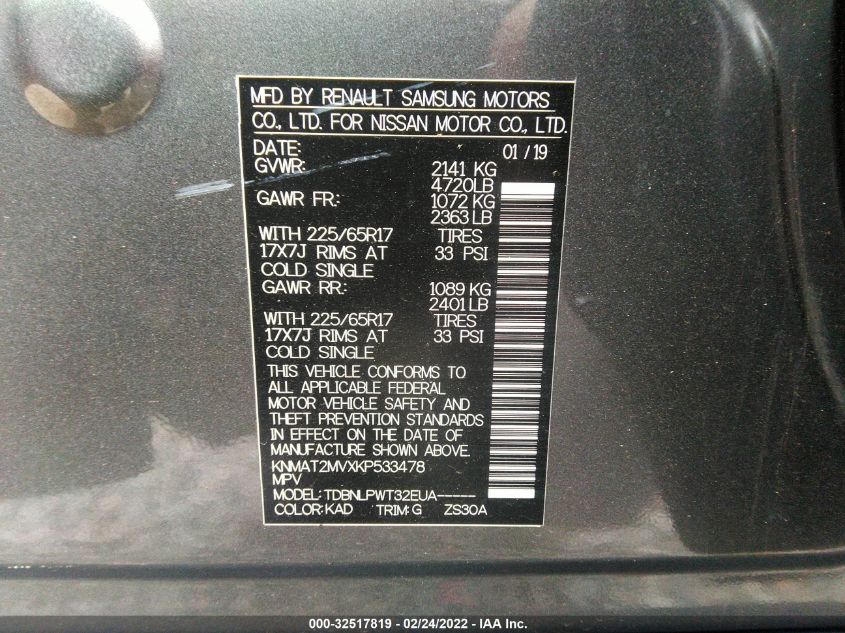 MFD BY RENAULT SAMSUNG MOTORS
CO., LTD. FOR NISSAN MOTOR CO., LTD.
DATE: 01 / 19
GVWR: 2141 KG
4720LB
GAWR FR: 1072 KG
2363 LB
WITH 225/65R17 TIRES
17X7J RIMS AT 33 PSI
COLD SINGLE
GAWR RR: 1089 KG
2401 LB
WITH 225/65R17 TIRES
17X7J RIMS AT 33 PSI
COLD SINGLE
THIS VEHICLE CONFORMS TO
ALL APPLICABLE FEDERAL
MOTOR VEHICLE SAFETY AND
THEFT PREVENTION STANDARDS
IN EFFECT ON THE DATE OF
MANUFACTURE SHOWN ABOVE.
KNMAT2MVXKP533478
MPV
MODEL: TDBNLPWT32EUA-----
COLOR: KAD TRIM: G ZS30A
000-32517819 - 02/24/2022 - IAA Inc.